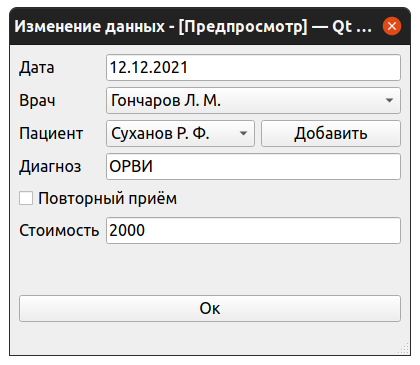 Изменение данных - [Предпросмотр] — Qt ...
Дата 12.12.2021
Врач Гончаров Л. М.
Пациент Суханов Р. Ф. Добавить
Диагноз ОРВИ
Повторный приём
Стоимость 2000
Ок